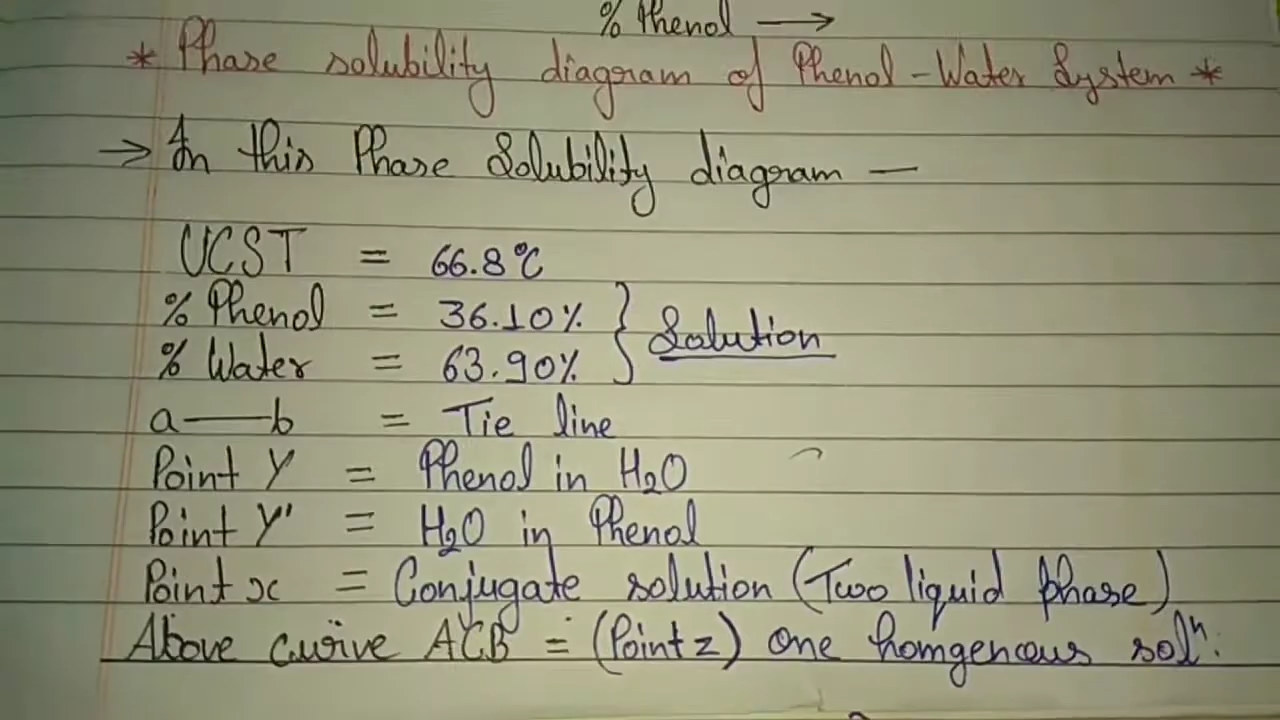 % Phenol ⟶
* Phase solubility diagram of Phenol - Water System *
→ In this Phase Solubility diagram —
UCST = 66.8°C
% Phenol = 36.10% } Solution
% Water = 63.90%
a——b = Tie line
Point Y = Phenol in H₂O
Point Y' = H₂O in Phenol
Point x = Conjugate solution (Two liquid phase)
Above curive ACB = (Point z) One homgeneous solⁿ.